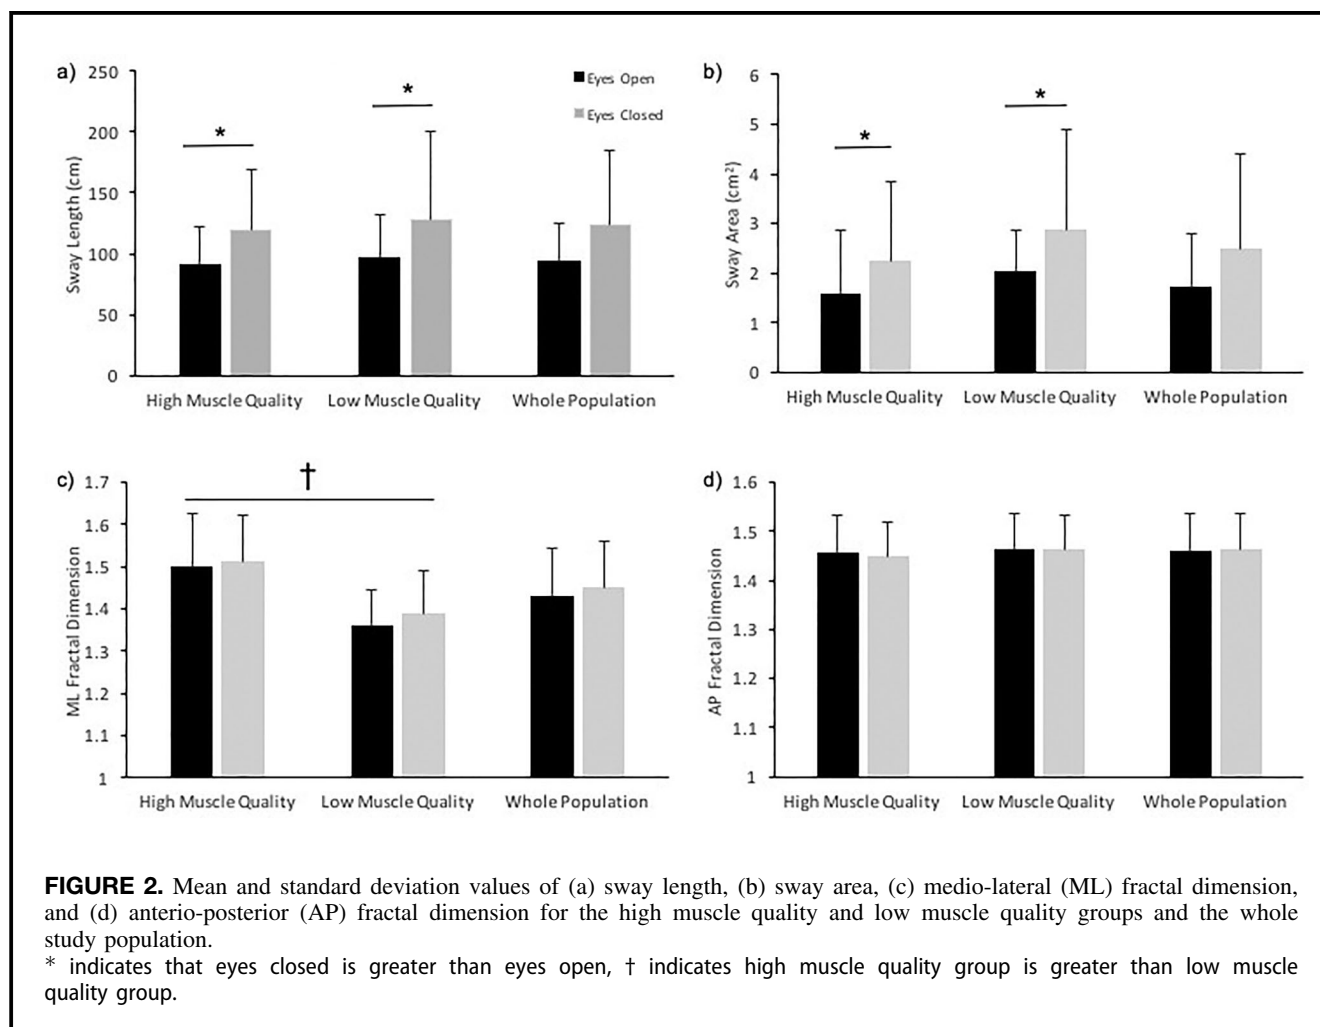 a)
250
200
150
100
50
0
Sway Length (cm)
*
*
Eyes Open
Eyes Closed
High Muscle Quality
Low Muscle Quality
Whole Population
b)
6
5
4
3
2
1
0
Sway Area (cm²)
*
*
High Muscle Quality
Low Muscle Quality
Whole Population
c)
1.7
1.6
1.5
1.4
1.3
1.2
1.1
1
ML Fractal Dimension
†
High Muscle Quality
Low Muscle Quality
Whole Population
d)
1.6
1.5
1.4
1.3
1.2
1.1
1
AP Fractal Dimension
High Muscle Quality
Low Muscle Quality
Whole Population
FIGURE 2. Mean and standard deviation values of (a) sway length, (b) sway area, (c) medio-lateral (ML) fractal dimension,
and (d) anterio-posterior (AP) fractal dimension for the high muscle quality and low muscle quality groups and the whole
study population.
* indicates that eyes closed is greater than eyes open, † indicates high muscle quality group is greater than low muscle
quality group.